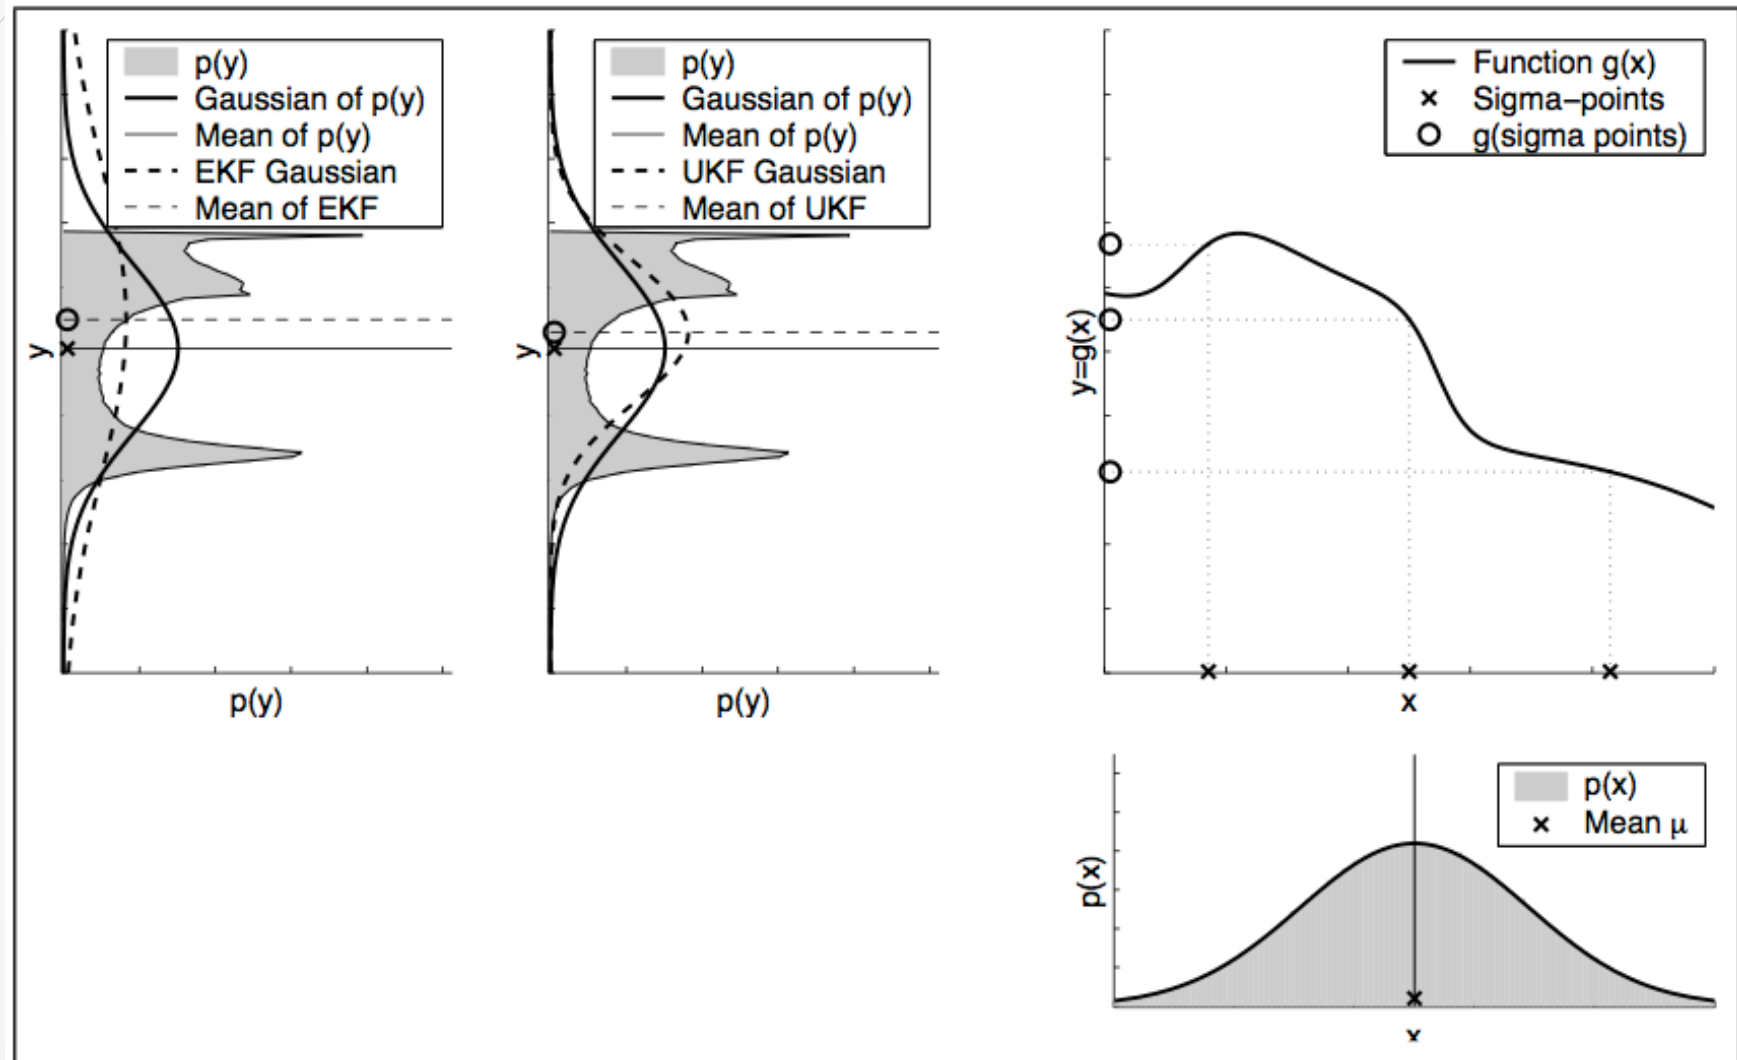 p(y)
Gaussian of p(y)
Mean of p(y)
EKF Gaussian
Mean of EKF
y
p(y)
p(y)
Gaussian of p(y)
Mean of p(y)
UKF Gaussian
Mean of UKF
y
p(y)
Function g(x)
Sigma-points
g(sigma points)
y=g(x)
x
p(x)
Mean μ
p(x)
x